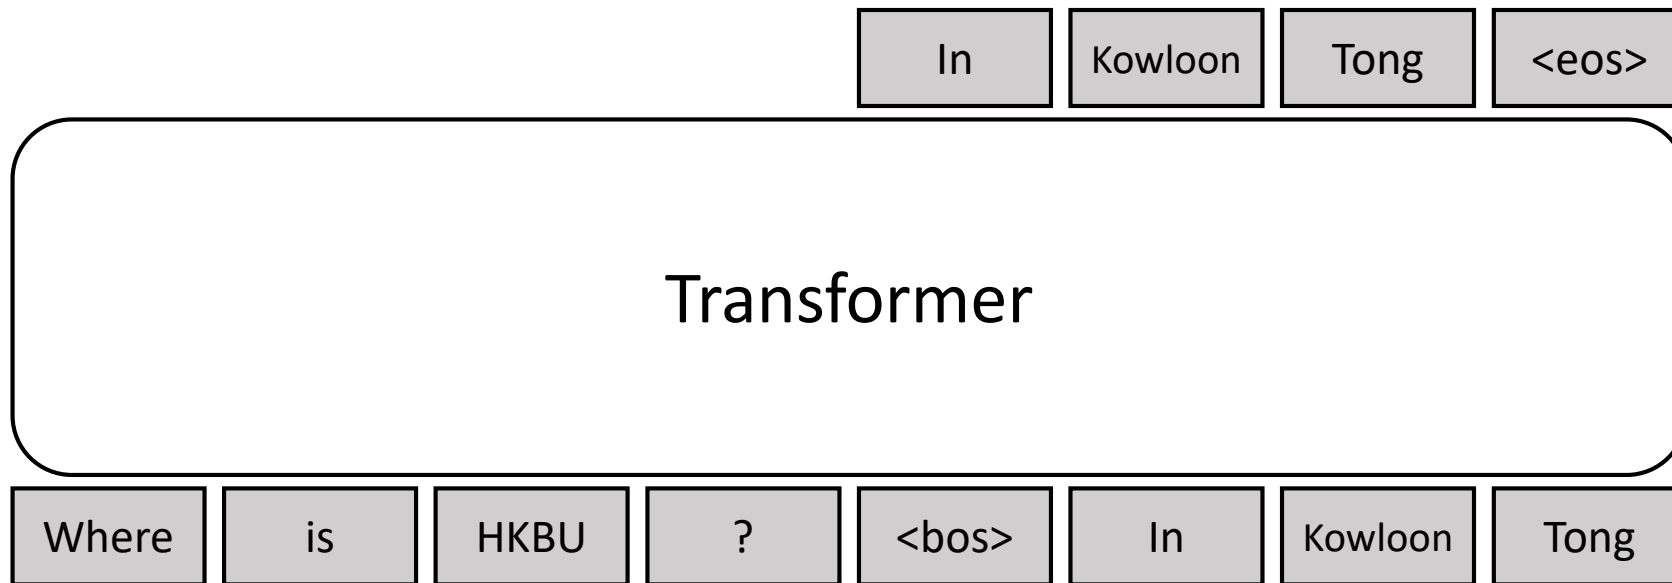 In Kowloon Tong <eos>
Transformer
Where is HKBU ? <bos> In Kowloon Tong